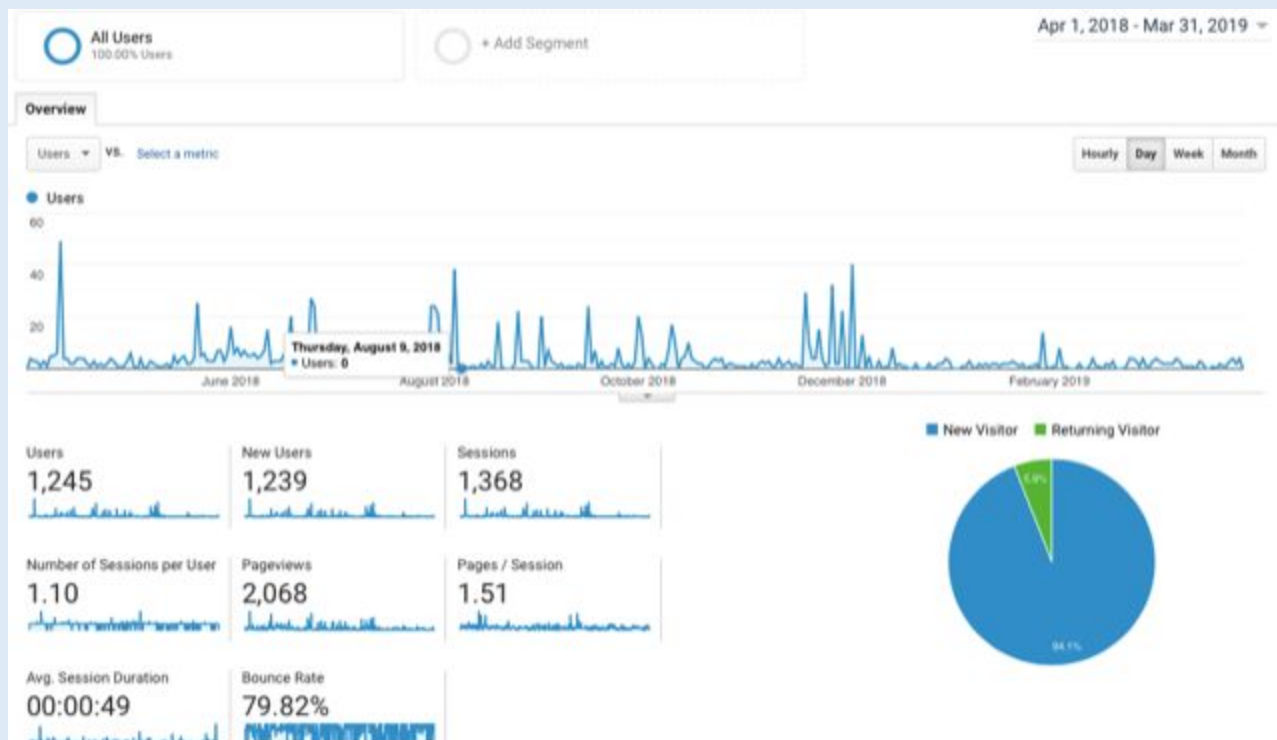 All Users
100.00% Users
+ Add Segment
Apr 1, 2018 - Mar 31, 2019
Overview
Users VS. Select a metric
Hourly Day Week Month
Users
60
40
20
Thursday, August 9, 2018
Users: 0
June 2018 August 2018 October 2018 December 2018 February 2019
New Visitor Returning Visitor
Users New Users Sessions
1,245 1,239 1,368
Number of Sessions per User Pageviews Pages / Session
1.10 2,068 1.51
Avg. Session Duration Bounce Rate
00:00:49 79.82%
5.9%
94.1%